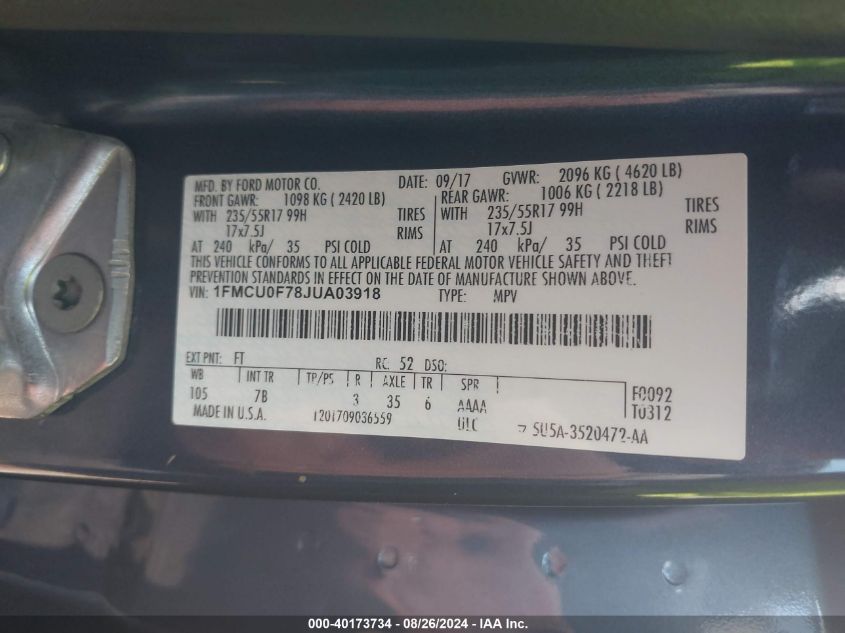 MFD. BY FORD MOTOR CO. DATE: 09/17 GVWR: 2096 KG ( 4620 LB)
FRONT GAWR: 1098 KG ( 2420 LB) REAR GAWR: 1006 KG ( 2218 LB)
WITH 235/55R17 99H TIRES WITH 235/55R17 99H TIRES
17x7.5J RIMS 17x7.5J RIMS
AT 240 kPa/ 35 PSI COLD AT 240 kPa/ 35 PSI COLD
THIS VEHICLE CONFORMS TO ALL APPLICABLE FEDERAL MOTOR VEHICLE SAFETY AND THEFT
PREVENTION STANDARDS IN EFFECT ON THE DATE OF MANUFACTURE SHOWN ABOVE.
VIN: 1FMCU0F78JUA03918 TYPE: MPV
EXT PNT: FT RC: 52 DSO:
WB INT TR TP/PS R AXLE TR SPR
105 7B 3 35 6 AAAA F0092
MADE IN U.S.A. 1201709036559 T0312
5U5A-3520472-AA
000-40173734 - 08/26/2024 - IAA Inc.